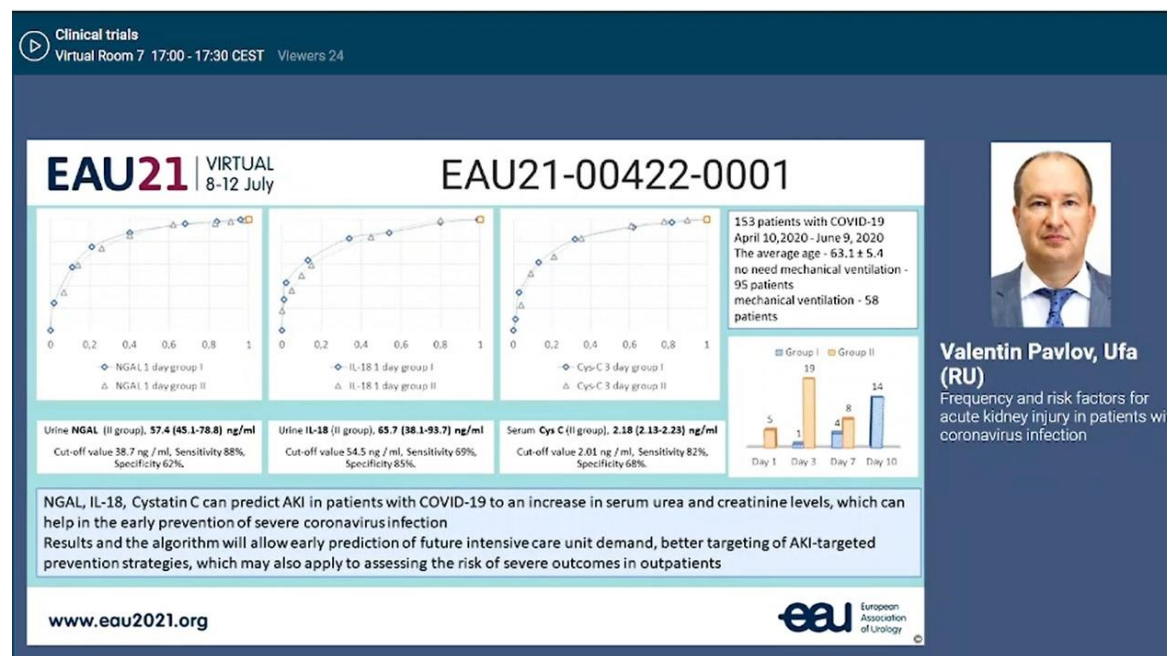 Clinical trials
Virtual Room 7 17:00 - 17:30 CEST Viewers 24
EAU21 VIRTUAL
8-12 July
EAU21-00422-0001
0 0,2 0,4 0,6 0,8 1
NGAL 1 day group I
NGAL 1 day group II
0 0,2 0,4 0,6 0,8 1
IL-18 1 day group I
IL-18 1 day group II
0 0,2 0,4 0,6 0,8 1
Cys-C 3 day group I
Cys-C 3 day group II
153 patients with COVID-19
April 10,2020 - June 9, 2020
The average age - 63.1 ± 5.4
no need mechanical ventilation -
95 patients
mechanical ventilation - 58
patients
Group I Group II
5 1 19 4 8 14
Day 1 Day 3 Day 7 Day 10
Urine NGAL (II group), 57.4 (45.1-78.8) ng/ml
Cut-off value 38.7 ng / ml, Sensitivity 88%,
Specificity 62%.
Urine IL-18 (II group), 65.7 (38.1-93.7) ng/ml
Cut-off value 54.5 ng / ml, Sensitivity 69%,
Specificity 85%.
Serum Cys C (II group), 2.18 (2.13-2.23) ng/ml
Cut-off value 2.01 ng / ml, Sensitivity 82%,
Specificity 68%.
NGAL, IL-18, Cystatin C can predict AKI in patients with COVID-19 to an increase in serum urea and creatinine levels, which can
help in the early prevention of severe coronavirus infection
Results and the algorithm will allow early prediction of future intensive care unit demand, better targeting of AKI-targeted
prevention strategies, which may also apply to assessing the risk of severe outcomes in outpatients
www.eau2021.org
eau European
Association
of Urology
©
Valentin Pavlov, Ufa
(RU)
Frequency and risk factors for
acute kidney injury in patients wi
coronavirus infection